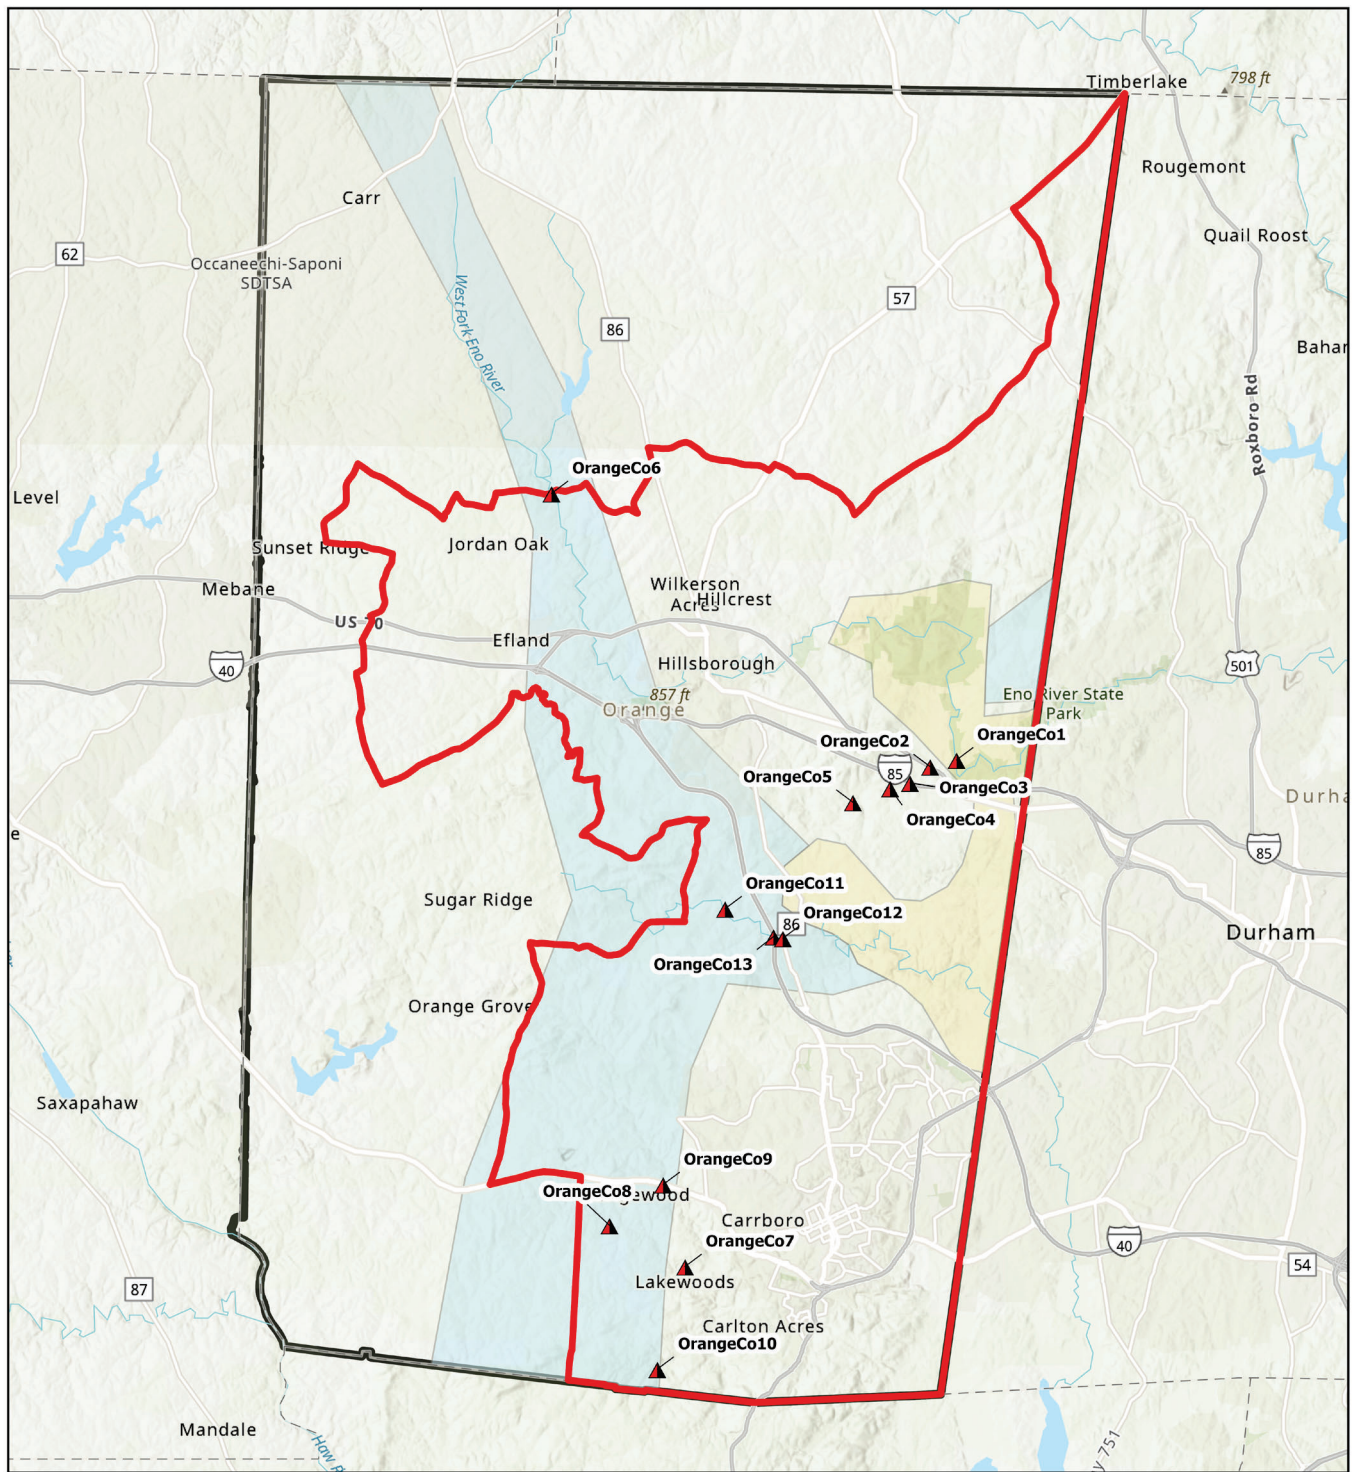 Timberlake
798 ft
Rougemont
Carr
Quail Roost
62
Occaneechi-Saponi
SDTSA
57
West Fork Eno River
86
Bahar
Roxboro Rd
OrangeCo6
Level
Jordan Oak
Sunset Ridge
Wilkerson
Acres
Hillcrest
Mebane
US 70
Efland
Hillsborough
40
501
857 ft
Orange
Eno River State
Park
OrangeCo2
OrangeCo1
85
OrangeCo5
OrangeCo3
Durha
OrangeCo4
e
85
OrangeCo11
Sugar Ridge
86
OrangeCo12
Durham
OrangeCo13
Orange Grove
Saxapahaw
OrangeCo9
OrangeCo8
gewood
Carrboro
OrangeCo7
40
54
Lakewoods
87
Carlton Acres
OrangeCo10
Mandale
Haw R
y 751